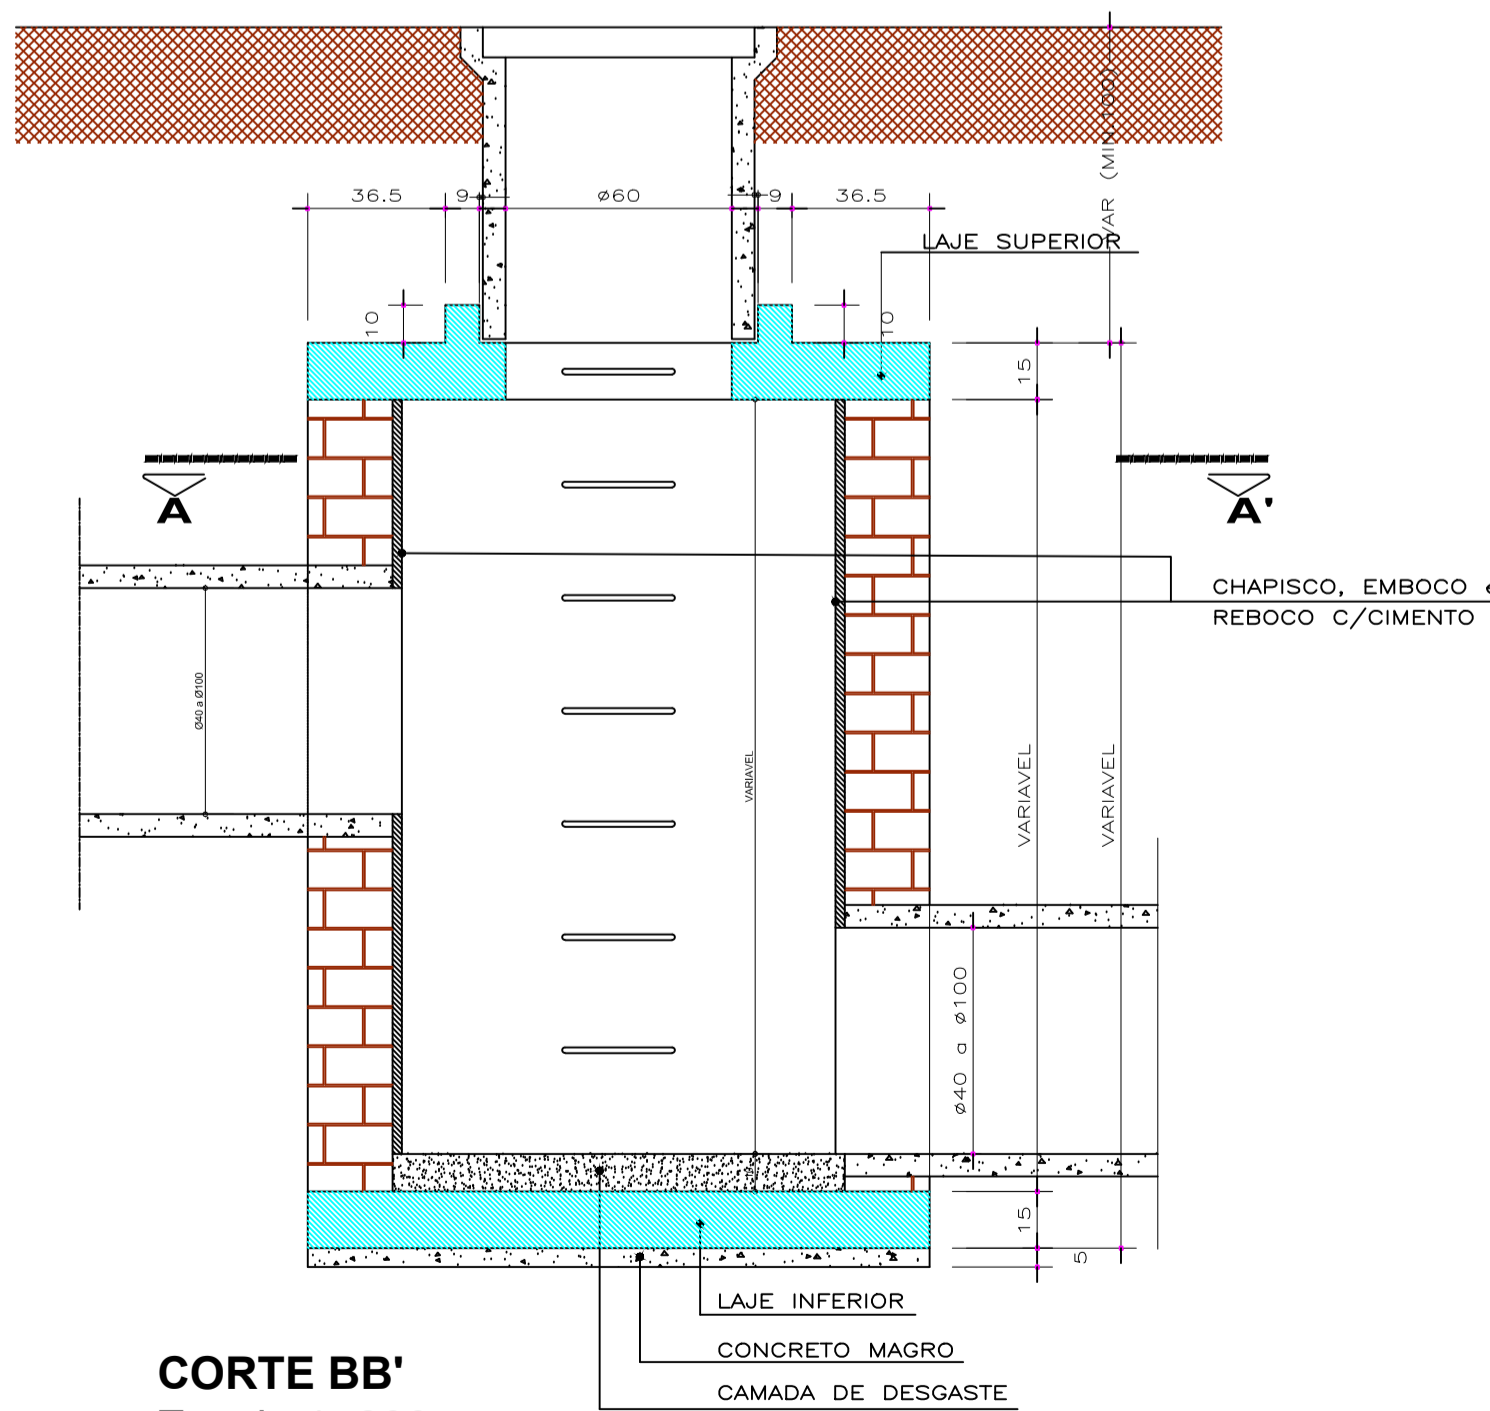 VAR (MIN 100)
36.5
9
ø60
9
36.5
LAJE SUPERIOR
10
10
15
A
A'
CHAPISCO, EMBOCO
REBOCO C/CIMENTO
Ø40 a Ø100
VARIAVEL
VARIAVEL
VARIAVEL
ø40 a ø100
15
5
LAJE INFERIOR
CONCRETO MAGRO
CAMADA DE DESGASTE
CORTE BB'